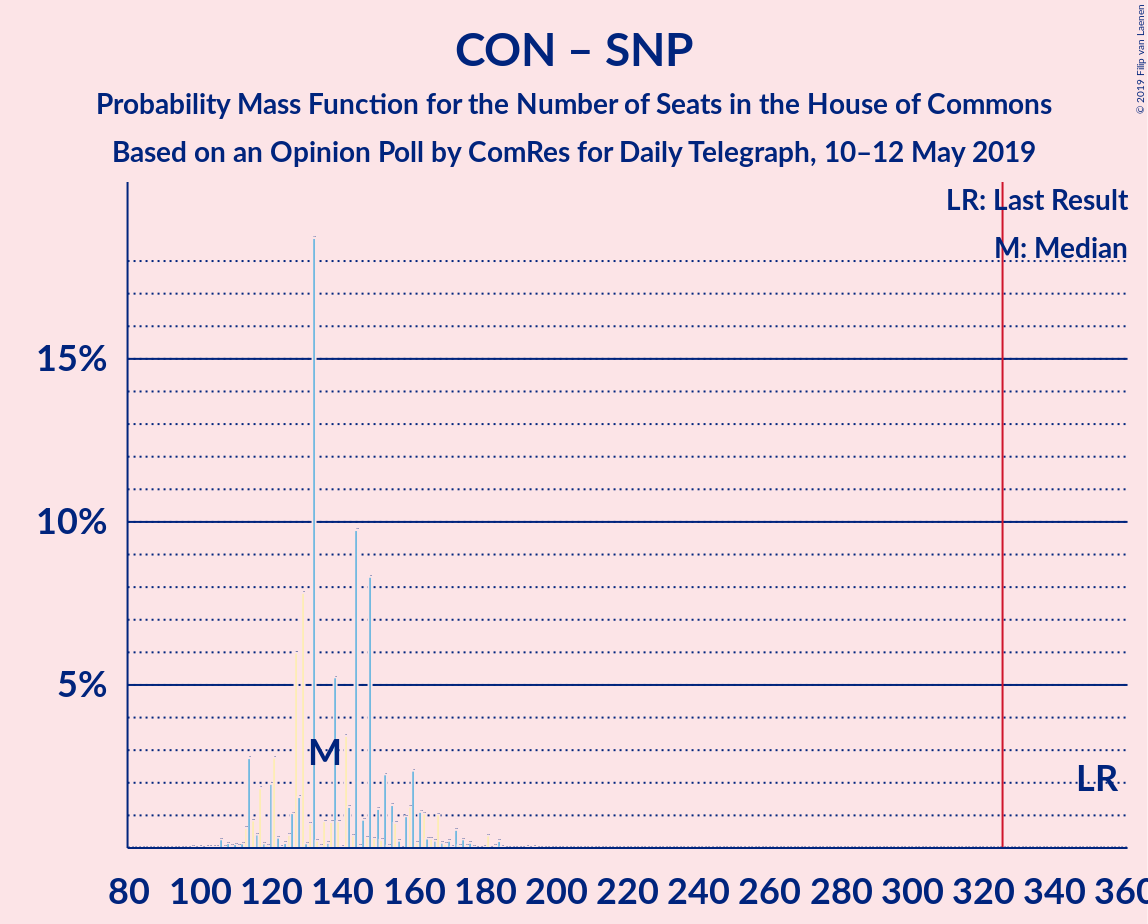 CON – SNP
Probability Mass Function for the Number of Seats in the House of Commons
Based on an Opinion Poll by ComRes for Daily Telegraph, 10–12 May 2019
© 2019 Filip van Laenen
LR: Last Result
M: Median
15%
10%
5%
M
LR
80 100 120 140 160 180 200 220 240 260 280 300 320 340 360